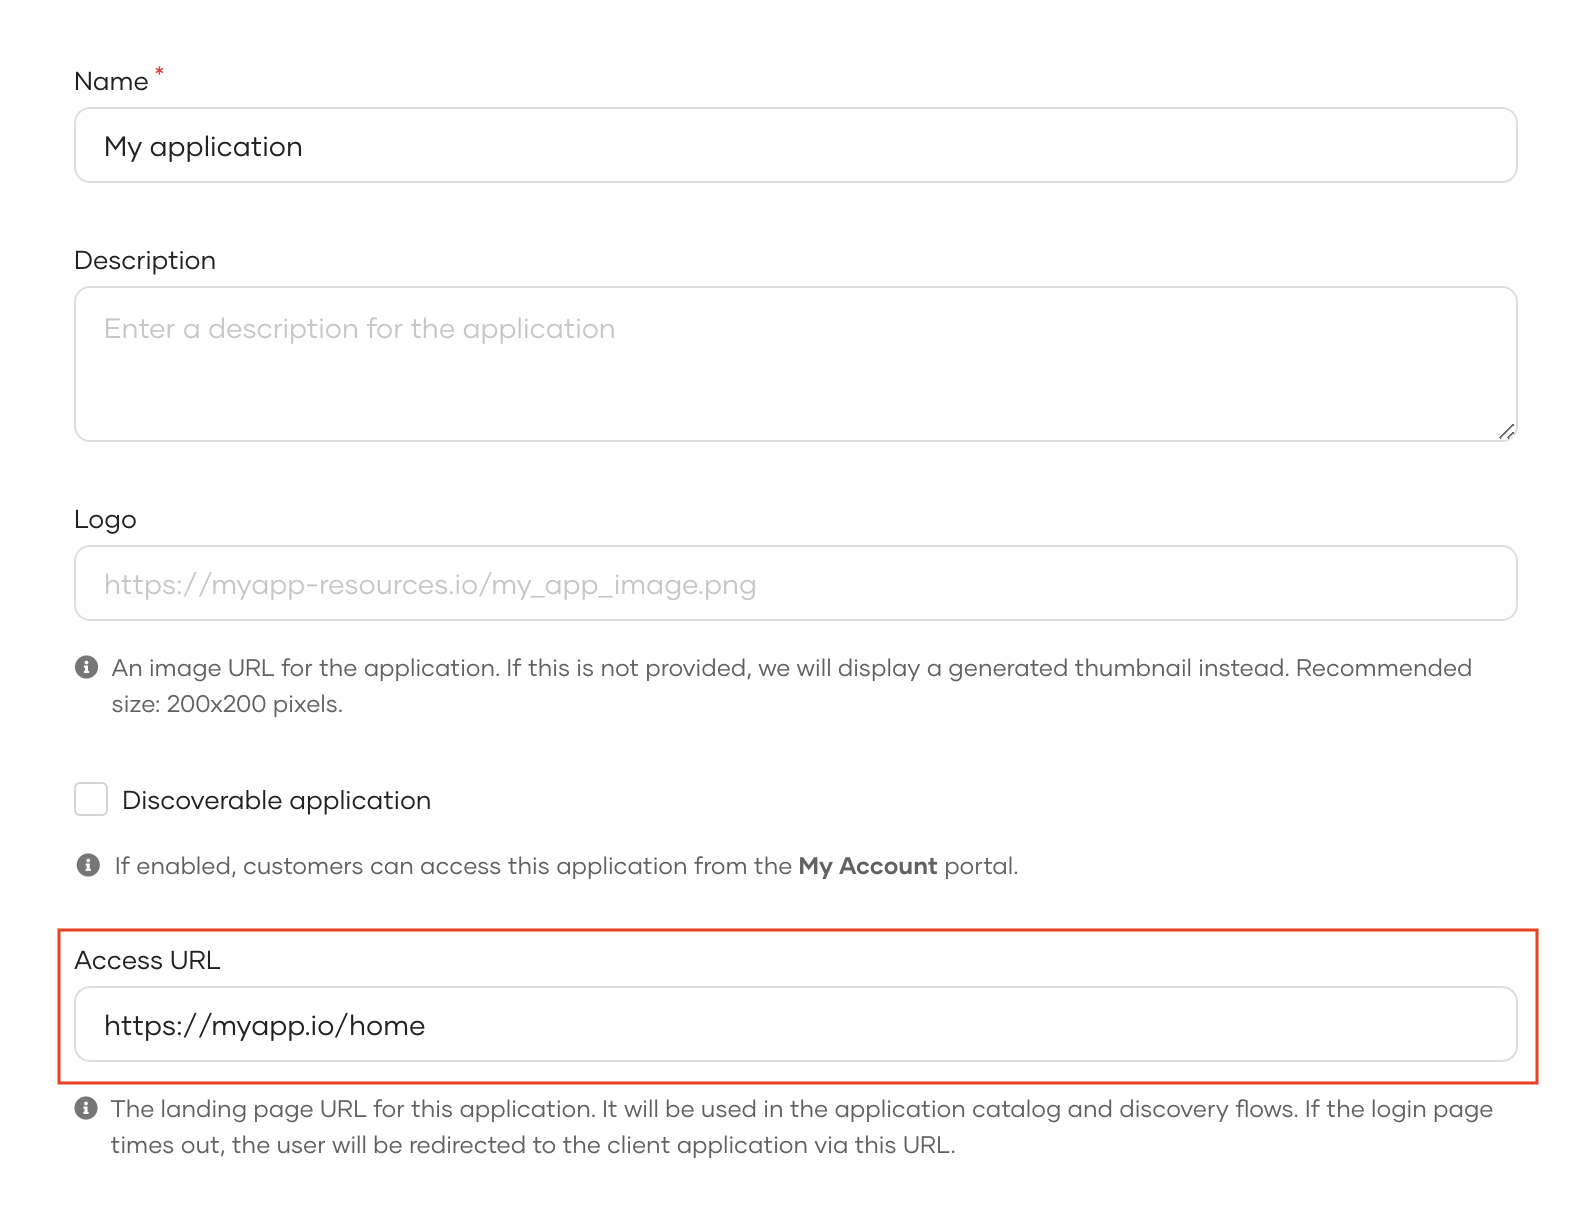 Name *
My application
Description
Enter a description for the application
Logo
https://myapp-resources.io/my_app_image.png
An image URL for the application. If this is not provided, we will display a generated thumbnail instead. Recommended
size: 200x200 pixels.
Discoverable application
If enabled, customers can access this application from the My Account portal.
Access URL
https://myapp.io/home
The landing page URL for this application. It will be used in the application catalog and discovery flows. If the login page
times out, the user will be redirected to the client application via this URL.